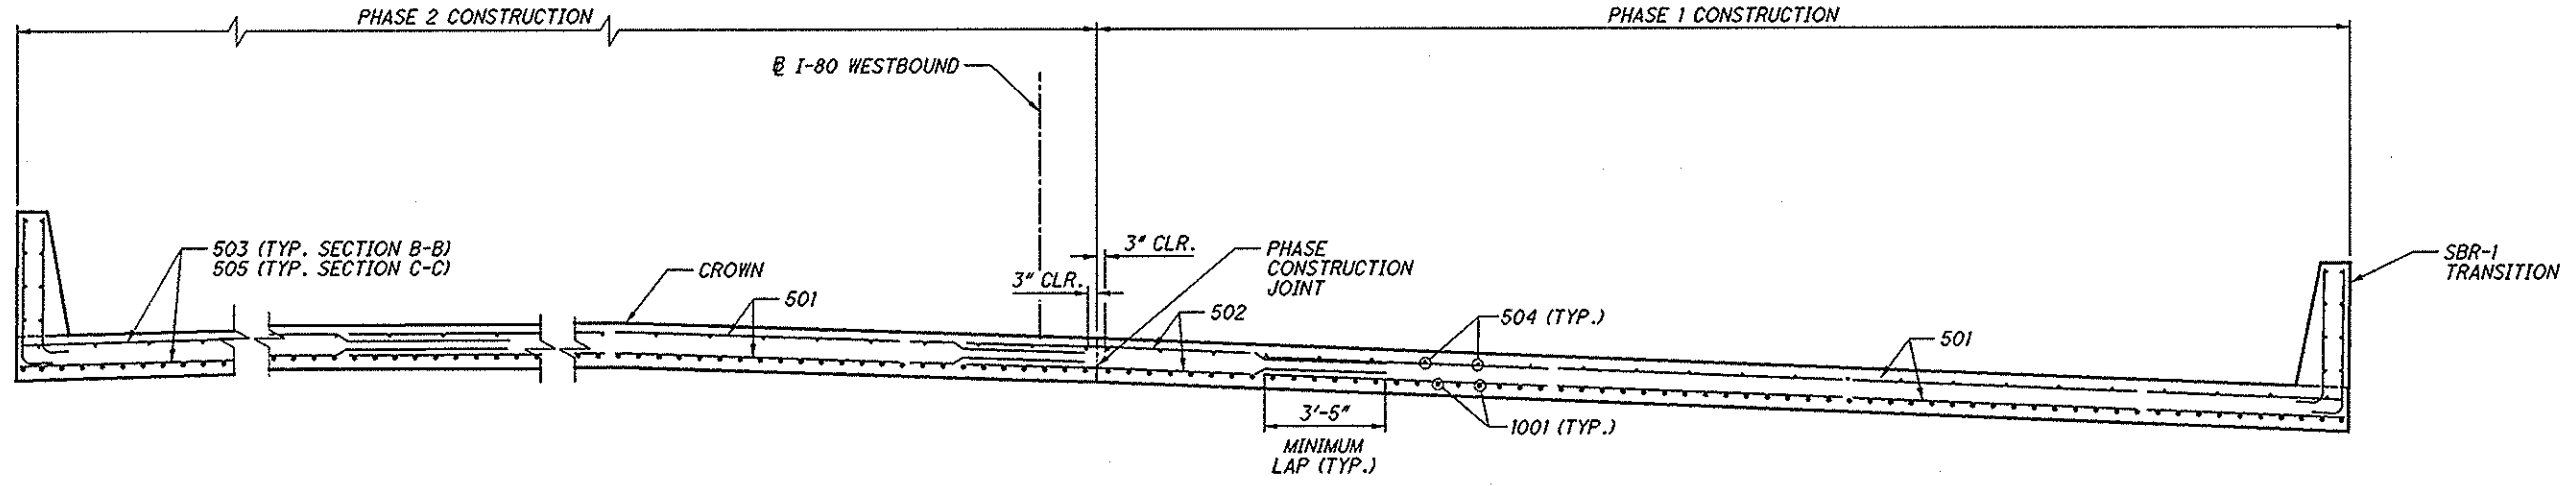 PHASE 2 CONSTRUCTION
PHASE 1 CONSTRUCTION
℄ I-80 WESTBOUND
503 (TYP. SECTION B-B)
505 (TYP. SECTION C-C)
CROWN
501
3" CLR.
3" CLR.
PHASE
CONSTRUCTION
JOINT
502
504 (TYP.)
501
SBR-1
TRANSITION
3'-5"
MINIMUM
LAP (TYP.)
1001 (TYP.)